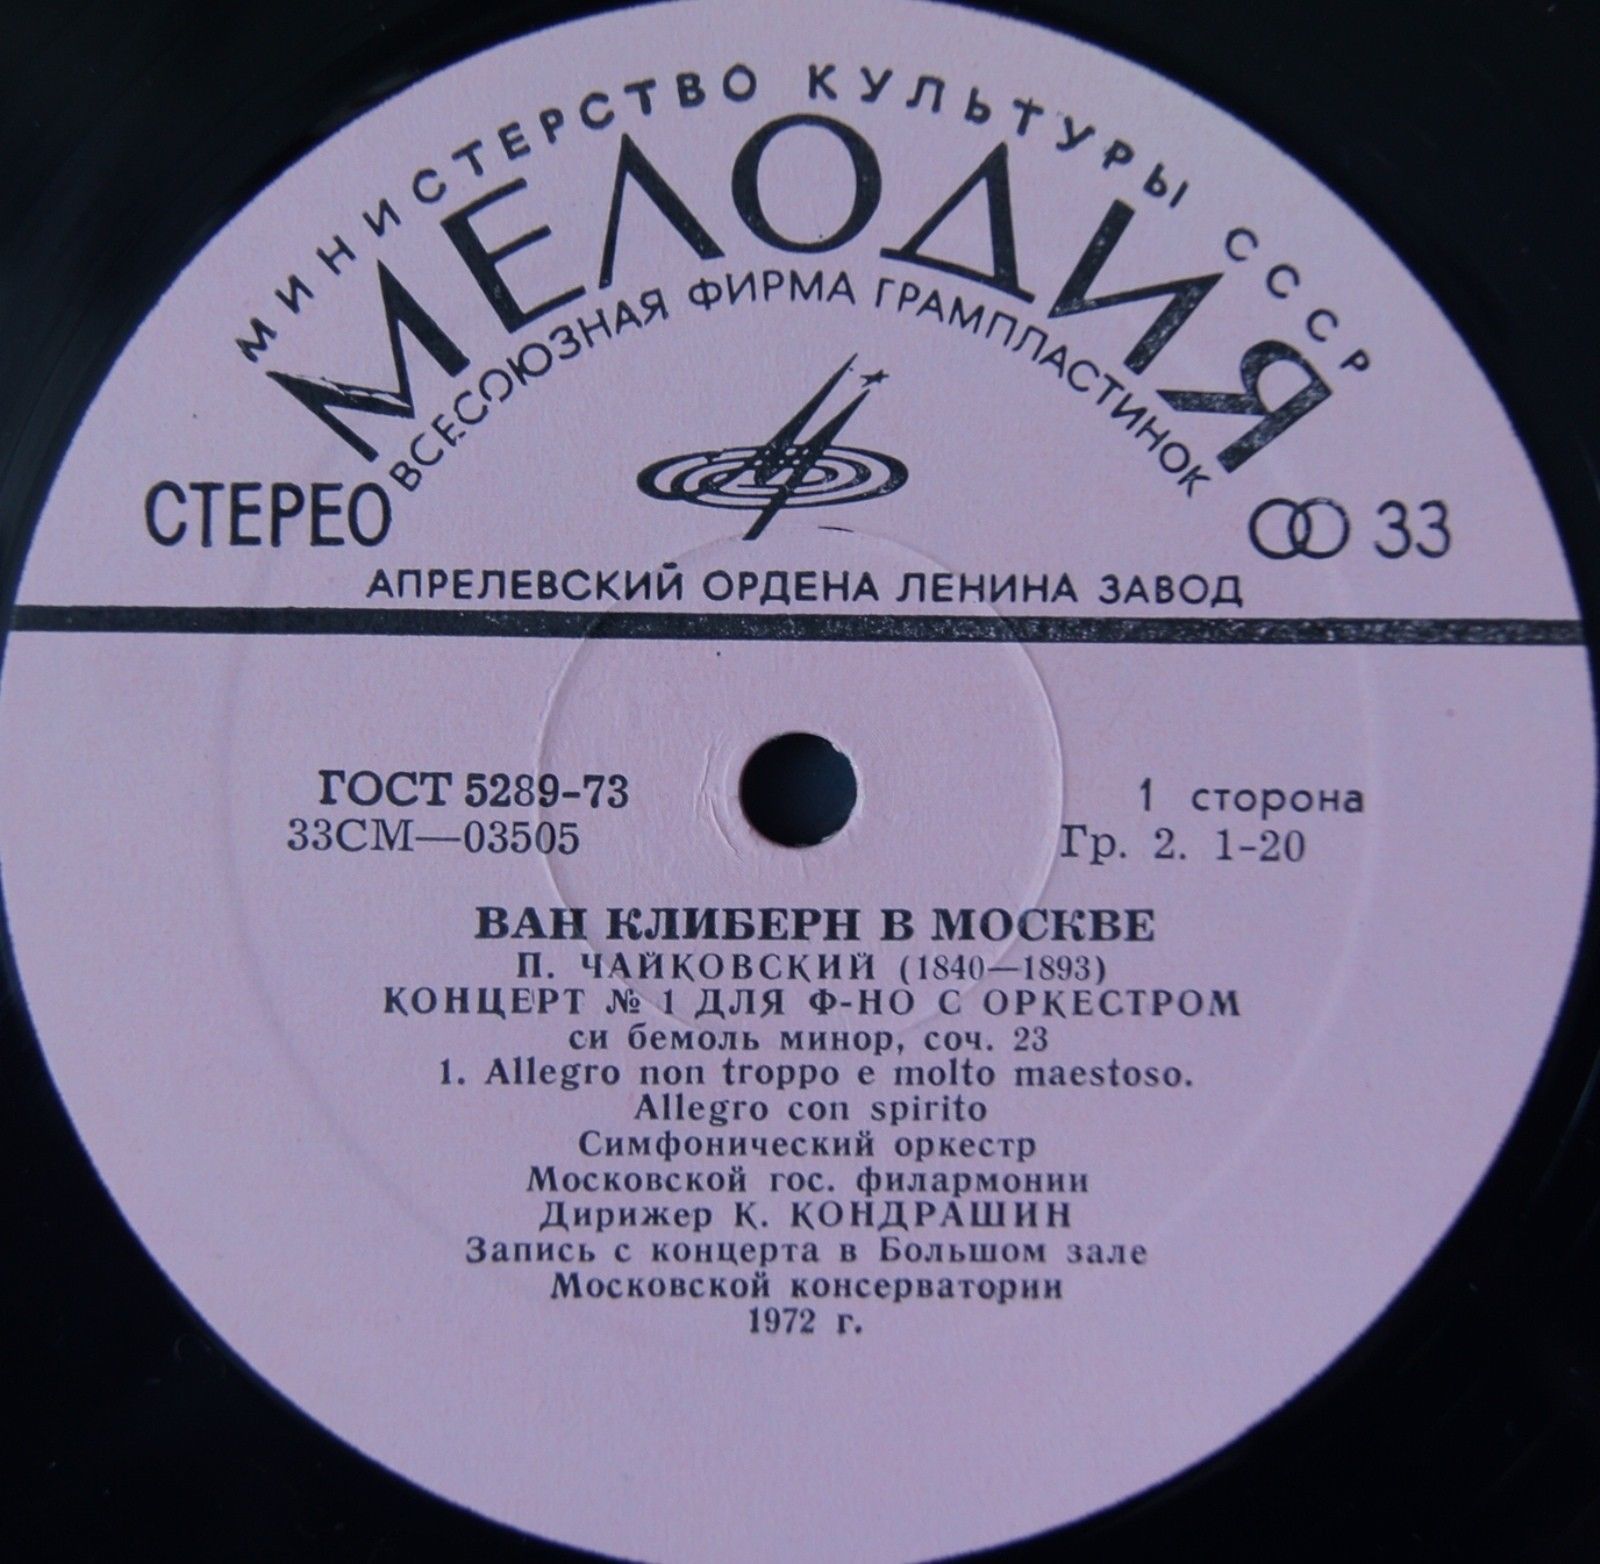 МИНИСТЕРСТВО КУЛЬТУРЫ СССР
МЕЛОДИЯ
ВСЕСОЮЗНАЯ ФИРМА ГРАМПЛАСТИНОК
СТЕРЕО
33
АПРЕЛЕВСКИЙ ОРДЕНА ЛЕНИНА ЗАВОД
ГОСТ 5289-73
33СМ—03505
1 сторона
Гр. 2. 1-20
ВАН КЛИБЕРН В МОСКВЕ
П. ЧАЙКОВСКИЙ (1840—1893)
КОНЦЕРТ № 1 ДЛЯ Ф-НО С ОРКЕСТРОМ
си бемоль минор, соч. 23
1. Allegro non troppo e molto maestoso.
Allegro con spirito
Симфонический оркестр
Московской гос. филармонии
Дирижер К. КОНДРАШИН
Запись с концерта в Большом зале
Московской консерватории
1972 г.